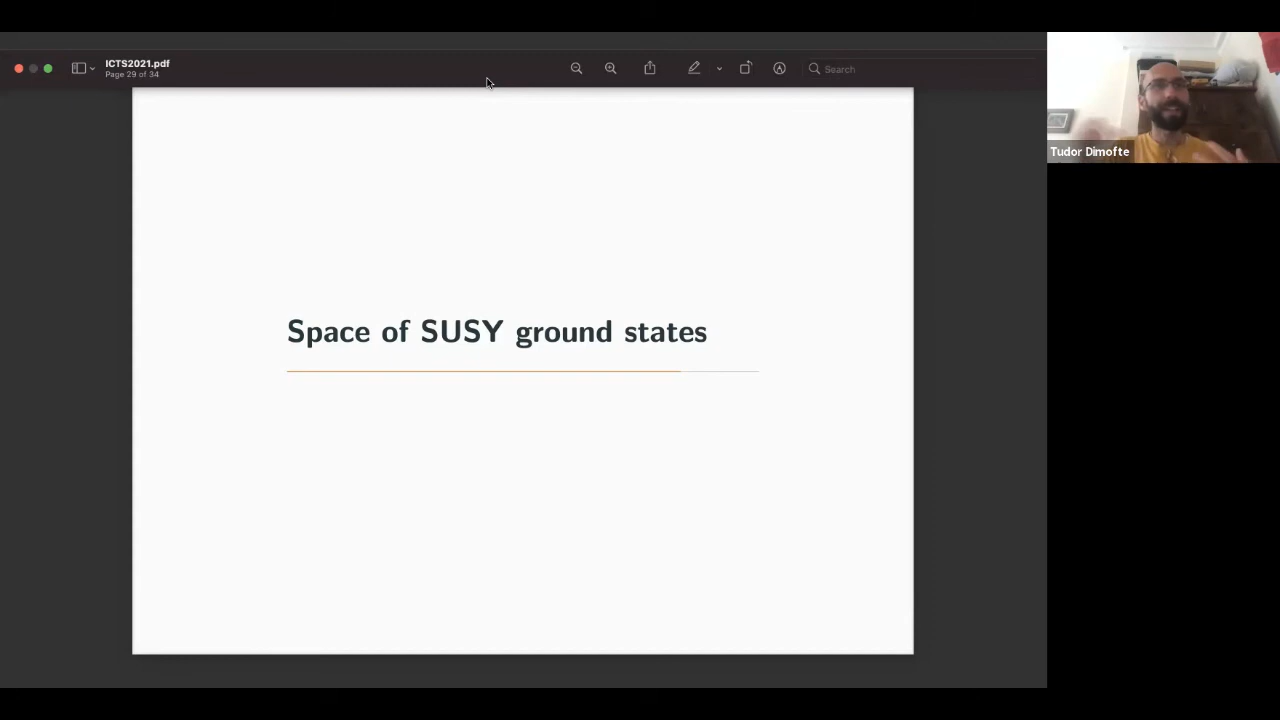 ICTS2021.pdf
Page 29 of 34
Search
Tudor Dimofte
Space of SUSY ground states